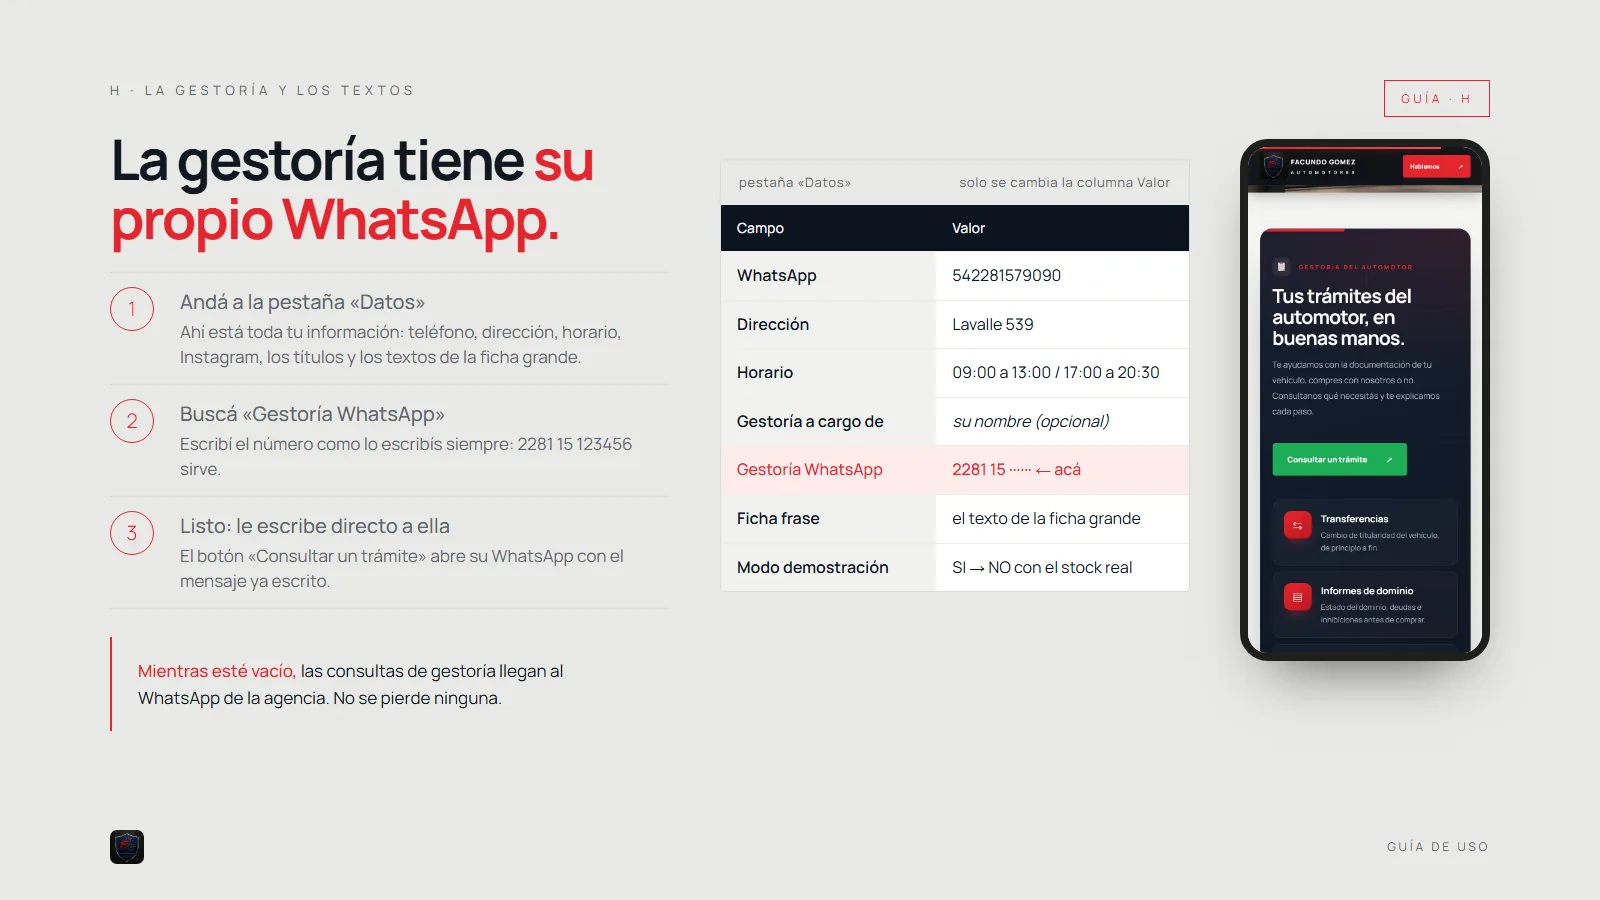 H · LA GESTORÍA Y LOS TEXTOS
GUÍA · H
La gestoría tiene su
propio WhatsApp.
1
Andá a la pestaña «Datos»
Ahí está toda tu información: teléfono, dirección, horario,
Instagram, los títulos y los textos de la ficha grande.
2
Buscá «Gestoría WhatsApp»
Escribí el número como lo escribís siempre: 2281 15 123456
sirve.
3
Listo: le escribe directo a ella
El botón «Consultar un trámite» abre su WhatsApp con el
mensaje ya escrito.
Mientras esté vacío, las consultas de gestoría llegan al
WhatsApp de la agencia. No se pierde ninguna.
pestaña «Datos» solo se cambia la columna Valor
Campo Valor
WhatsApp 542281579090
Dirección Lavalle 539
Horario 09:00 a 13:00 / 17:00 a 20:30
Gestoría a cargo de su nombre (opcional)
Gestoría WhatsApp 2281 15 ······ ← acá
Ficha frase el texto de la ficha grande
Modo demostración SI → NO con el stock real
FACUNDO GOMEZ
AUTOMOTORES
Hablemos ↗
GESTORÍA DEL AUTOMOTOR
Tus trámites del
automotor, en
buenas manos.
Te ayudamos con la documentación de tu
vehículo, compres con nosotros o no.
Consultanos qué necesitás y te explicamos
cada paso.
Consultar un trámite ↗
Transferencias
Cambio de titularidad del vehículo,
de principio a fin.
Informes de dominio
Estado del dominio, deudas e
inhibiciones antes de comprar.
GUÍA DE USO